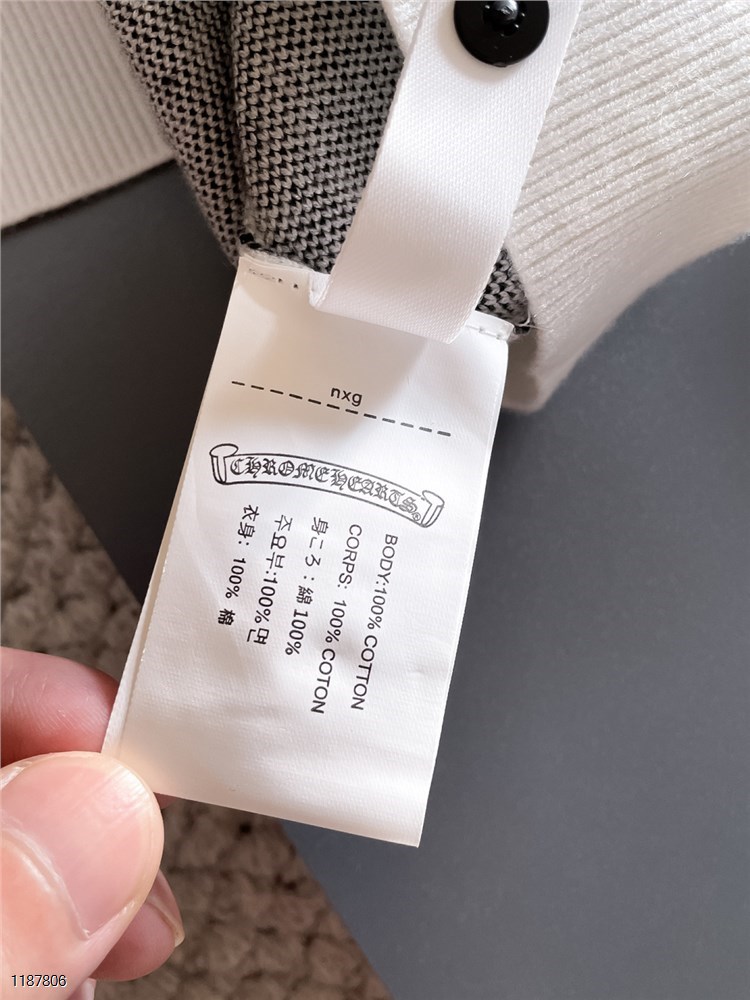 nxg
CHROMEHEARTS
BODY:100% COTTON
CORPS: 100% COTON
身ごろ：綿 100%
주요부:100% 면
衣身: 100% 棉
1187806